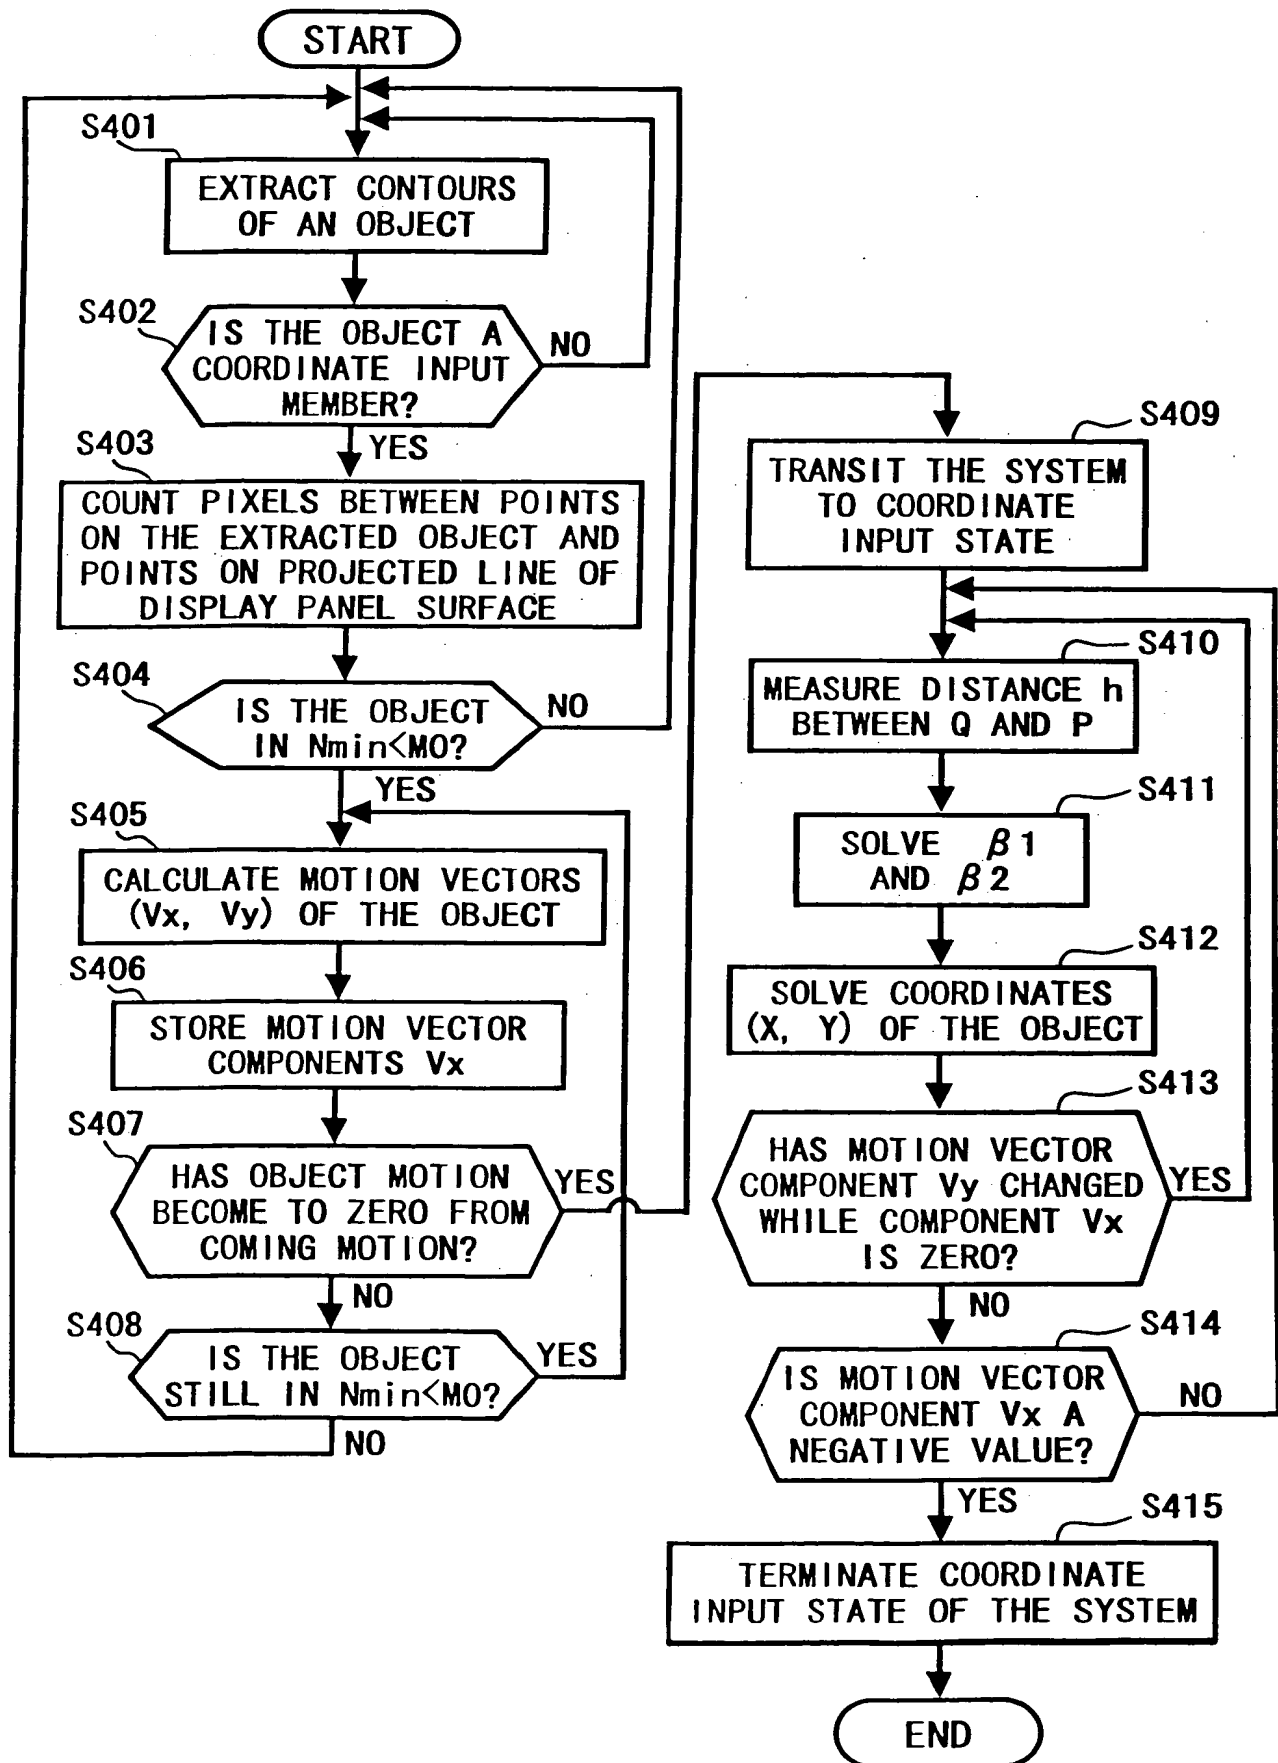 START
S401
EXTRACT CONTOURS
OF AN OBJECT
S402
IS THE OBJECT A
COORDINATE INPUT
MEMBER?
NO
YES
S403
COUNT PIXELS BETWEEN POINTS
ON THE EXTRACTED OBJECT AND
POINTS ON PROJECTED LINE OF
DISPLAY PANEL SURFACE
S404
IS THE OBJECT
IN Nmin<M0?
NO
YES
S405
CALCULATE MOTION VECTORS
(Vx, Vy) OF THE OBJECT
S406
STORE MOTION VECTOR
COMPONENTS Vx
S407
HAS OBJECT MOTION
BECOME TO ZERO FROM
COMING MOTION?
YES
NO
S408
IS THE OBJECT
STILL IN Nmin<M0?
YES
NO
S409
TRANSIT THE SYSTEM
TO COORDINATE
INPUT STATE
S410
MEASURE DISTANCE h
BETWEEN Q AND P
S411
SOLVE β1
AND β2
S412
SOLVE COORDINATES
(X, Y) OF THE OBJECT
S413
HAS MOTION VECTOR
COMPONENT Vy CHANGED
WHILE COMPONENT Vx
IS ZERO?
YES
NO
S414
IS MOTION VECTOR
COMPONENT Vx A
NEGATIVE VALUE?
NO
YES
S415
TERMINATE COORDINATE
INPUT STATE OF THE SYSTEM
END